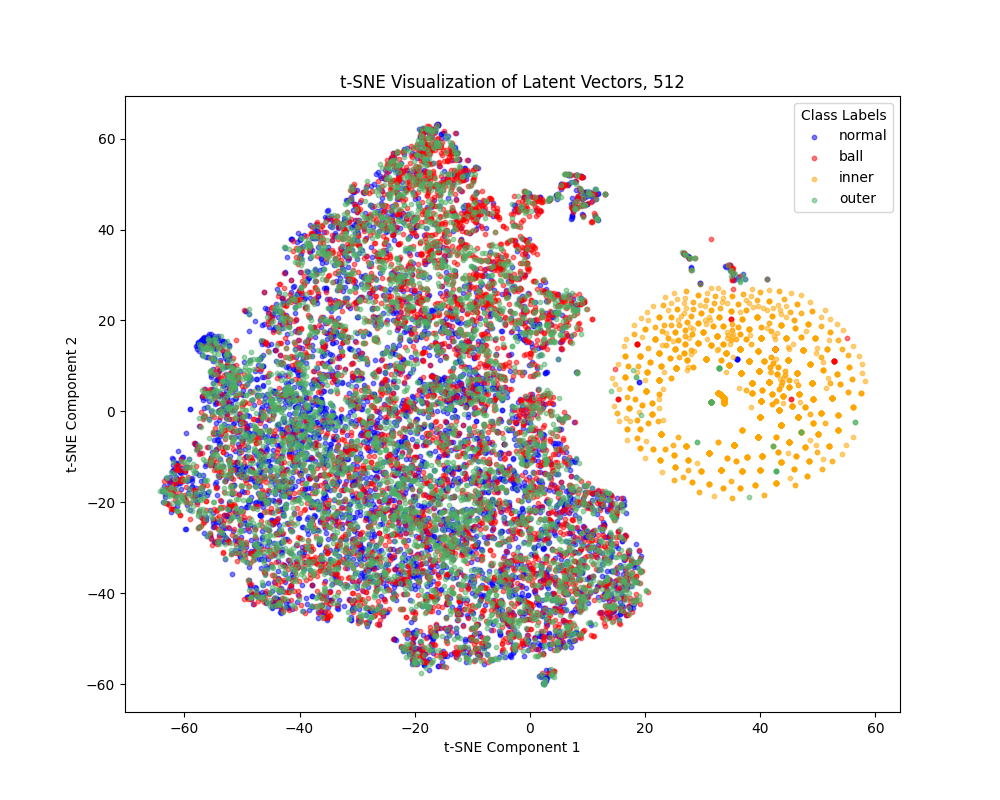 t-SNE Visualization of Latent Vectors, 512
Class Labels
normal
ball
inner
outer
60
40
20
0
−20
−40
−60
t-SNE Component 2
−60
−40
−20
0
20
40
60
t-SNE Component 1